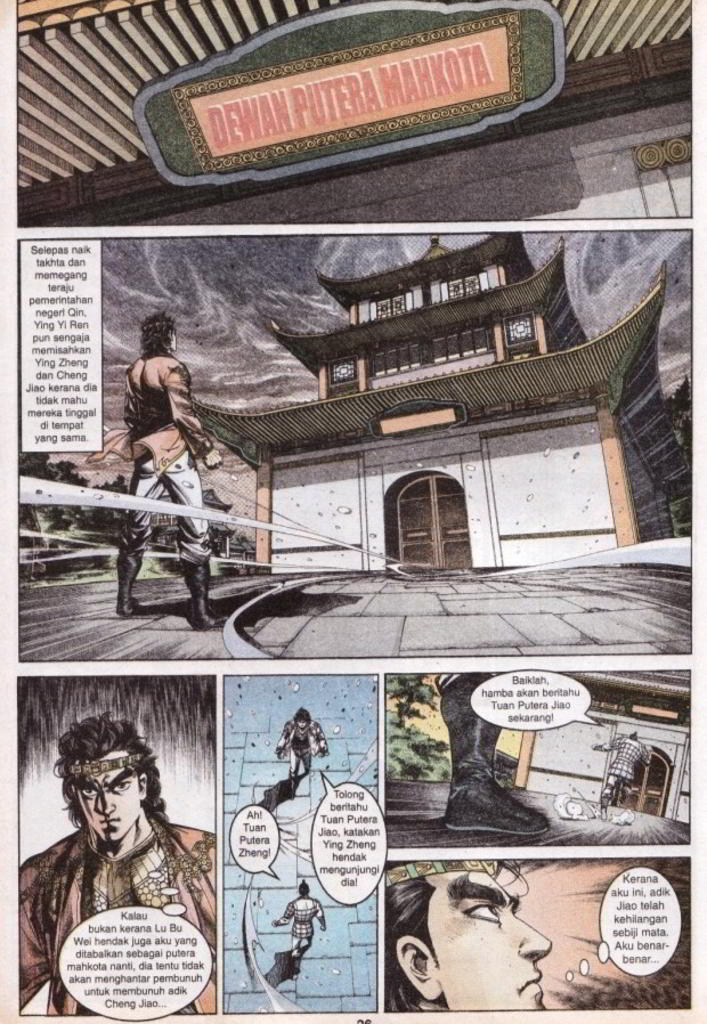 DEWAN PUTERA MAHKOTA
Selepas naik
takhta dan
memegang
teraju
pemerintahan
negeri Qin,
Ying Yi Ren
pun sengaja
memisahkan
Ying Zheng
dan Cheng
Jiao kerana dia
tidak mahu
mereka tinggal
di tempat
yang sama.
Kalau
bukan kerana Lu Bu
Wei hendak juga aku yang
ditabalkan sebagai putera
mahkota nanti, dia tentu tidak
akan menghantar pembunuh
untuk membunuh adik
Cheng Jiao...
Ah!
Tuan
Putera
Zheng!
Tolong
beritahu
Tuan Putera
Jiao, katakan
Ying Zheng
hendak
mengunjungi
dia!
Baiklah,
hamba akan beritahu
Tuan Putera Jiao
sekarang!
Kerana
aku ini, adik
Jiao telah
kehilangan
sebiji mata.
Aku benar-
benar...